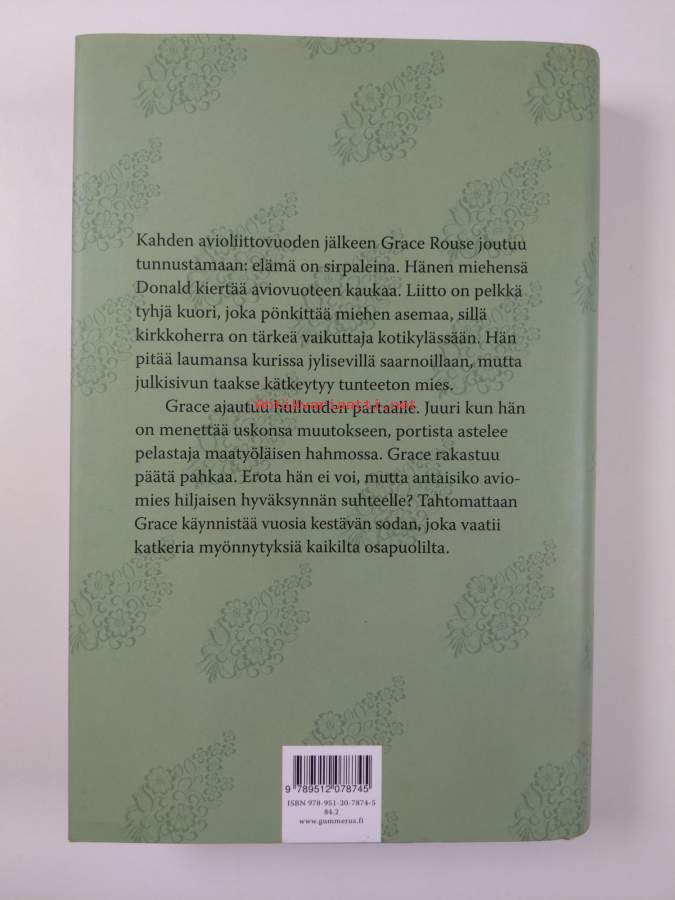 Kahden avioliittovuoden jälkeen Grace Rouse joutuu
tunnustamaan: elämä on sirpaleina. Hänen miehensä
Donald kiertää aviovuoteen kaukaa. Liitto on pelkkä
tyhjä kuori, joka pönkittää miehen asemaa, sillä
kirkkoherra on tärkeä vaikuttaja kotikylässään. Hän
pitää laumansa kurissa jylisevillä saarnoillaan, mutta
julkisivun taakse kätkeytyy tunteeton mies.
Grace ajautuu hulluuden partaalle. Juuri kun hän
Antikvariaatti.net
on menettää uskonsa muutokseen, portista astelee
pelastaja maatyöläisen hahmossa. Grace rakastuu
päätä pahkaa. Erota hän ei voi, mutta antaisiko avio-
mies hiljaisen hyväksynnän suhteelle? Tahtomattaan
Grace käynnistää vuosia kestävän sodan, joka vaatii
katkeria myönnytyksiä kaikilta osapuolilta.
9 789512 078745
ISBN 978-951-20-7874-5
84.2
www.gummerus.fi